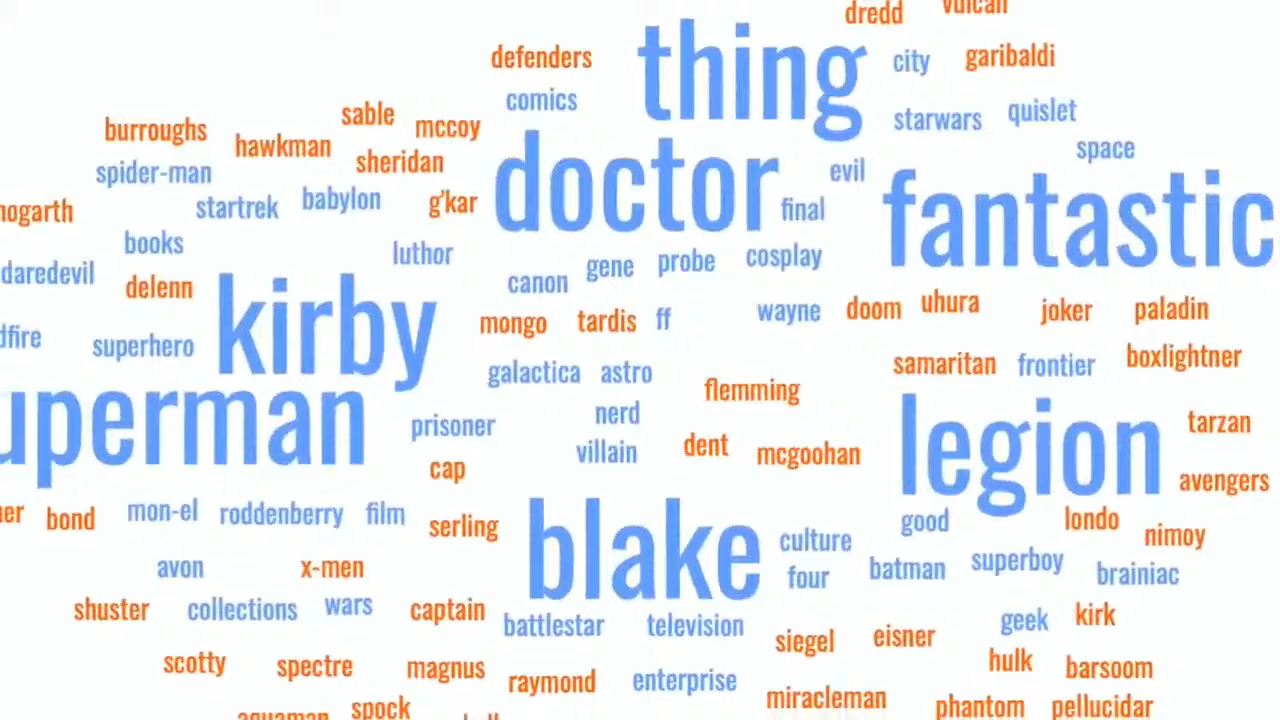 dredd
vulcan
defenders
thing
city
garibaldi
comics
sable
mccoy
starwars
quislet
burroughs
hawkman
sheridan
doctor
evil
space
spider-man
startrek
babylon
g'kar
final
fantastic
hogarth
books
luthor
gene
probe
cosplay
daredevil
delenn
kirby
canon
mongo
tardis
ff
wayne
doom
uhura
joker
paladin
dfire
superhero
galactica
astro
samaritan
frontier
boxlightner
uperman
flemming
prisoner
nerd
legion
tarzan
villain
dent
mcgoohan
cap
avengers
ner
bond
mon-el
roddenberry
film
serling
blake
culture
good
londo
nimoy
avon
x-men
four
batman
superboy
brainiac
shuster
collections
wars
captain
battlestar
television
siegel
eisner
geek
kirk
scotty
spectre
magnus
raymond
enterprise
hulk
barsoom
aquaman
spock
miracleman
phantom
pellucidar